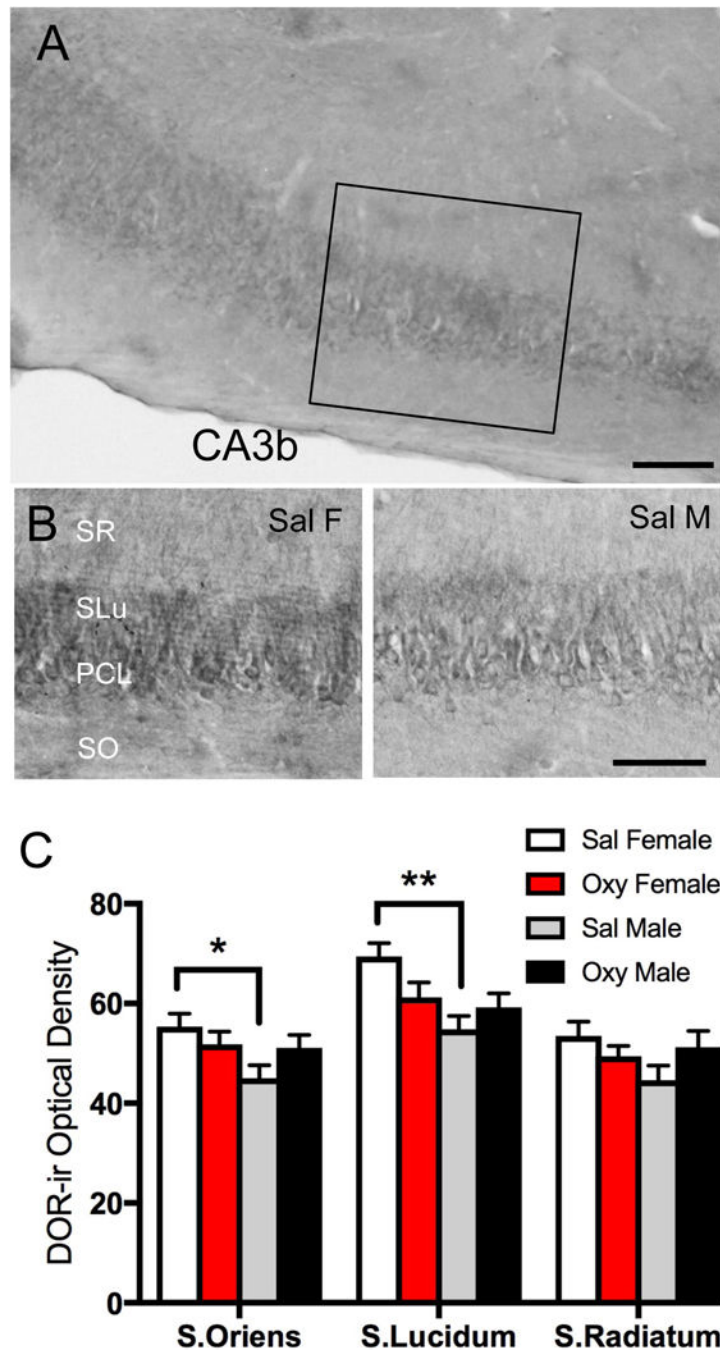 A
CA3b
B
Sal F
SR
SLu
PCL
SO
Sal M
C
Sal Female
Oxy Female
Sal Male
Oxy Male
DOR-ir Optical Density
80
60
40
20
0
*
**
S.Oriens
S.Lucidum
S.Radiatum